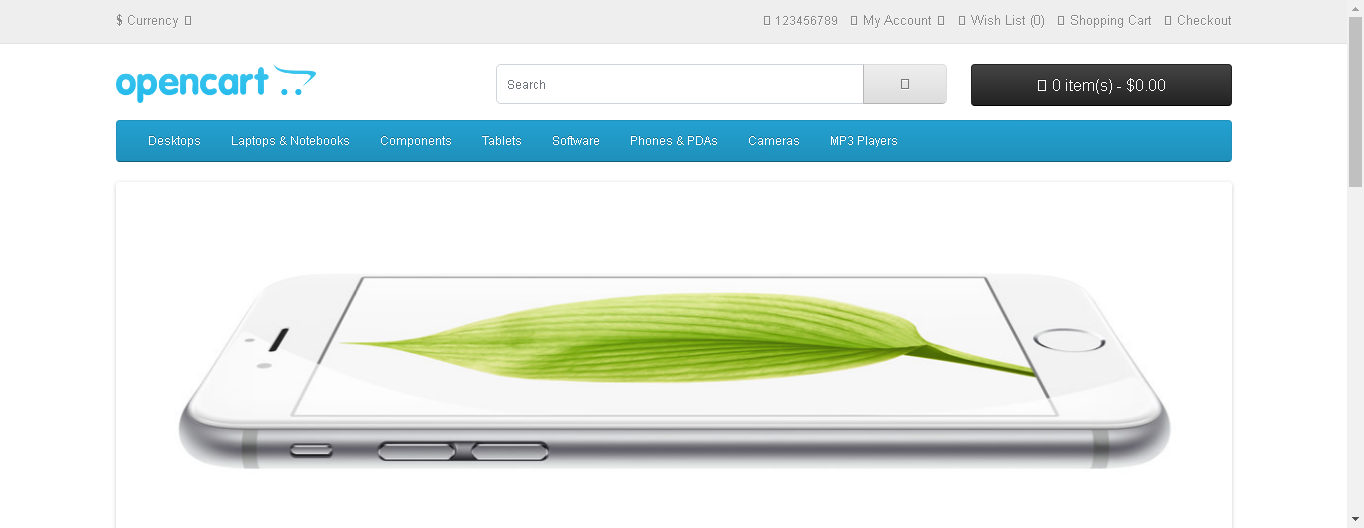 $ Currency
123456789 My Account Wish List (0) Shopping Cart Checkout
opencart
Search
0 item(s) - $0.00
Desktops Laptops & Notebooks Components Tablets Software Phones & PDAs Cameras MP3 Players